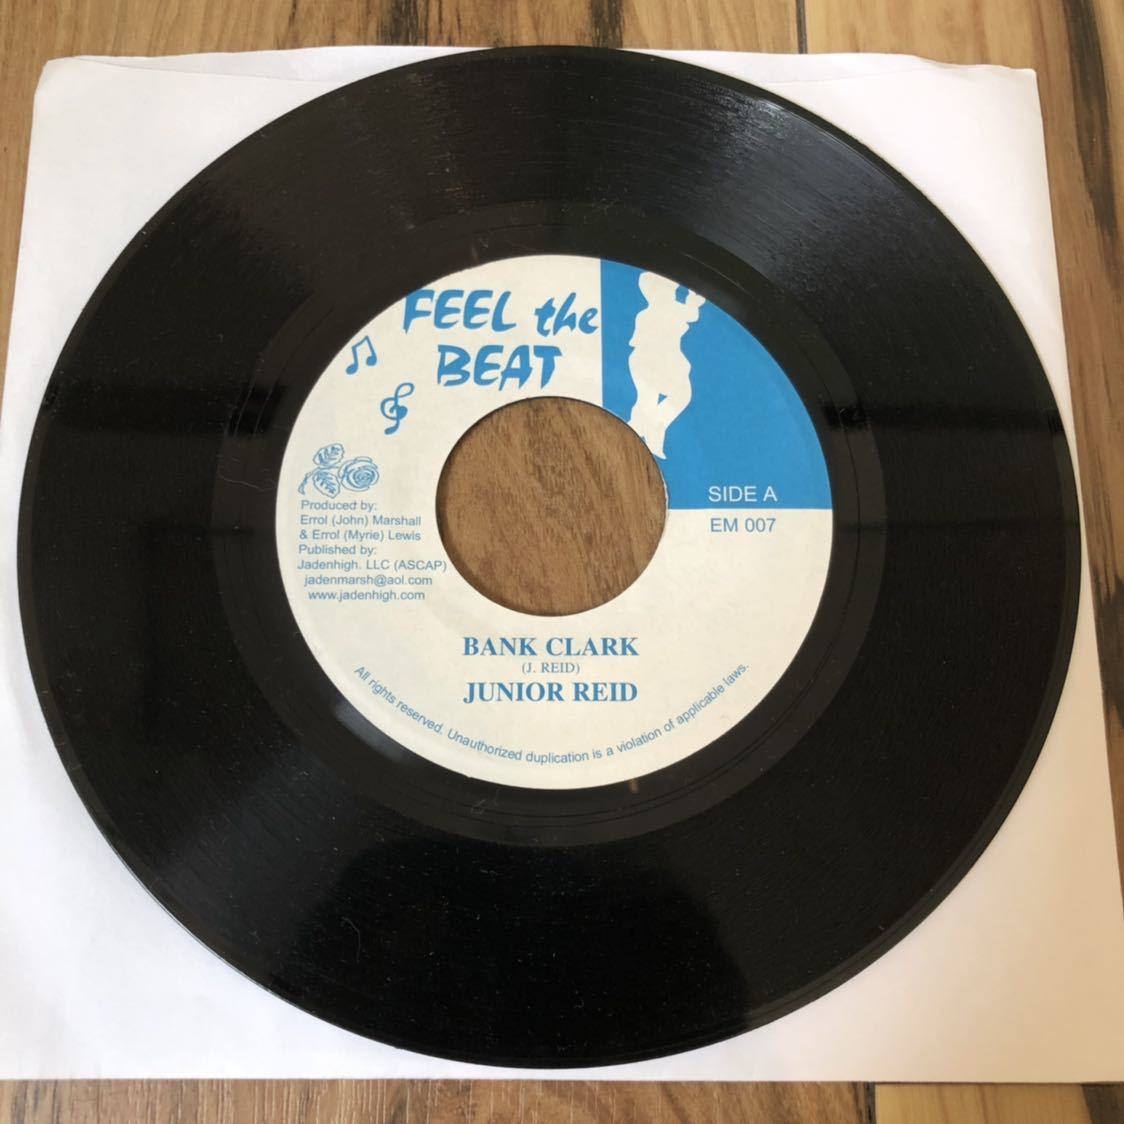 FEEL the
BEAT
SIDE A
EM 007
Produced by:
Errol (John) Marshall
& Errol (Myrie) Lewis
Published by:
Jadenhigh. LLC (ASCAP)
jadenmarsh@aol.com
www.jadenhigh.com
BANK CLARK
(J. REID)
JUNIOR REID
All rights reserved. Unauthorized duplication is a violation of applicable laws.